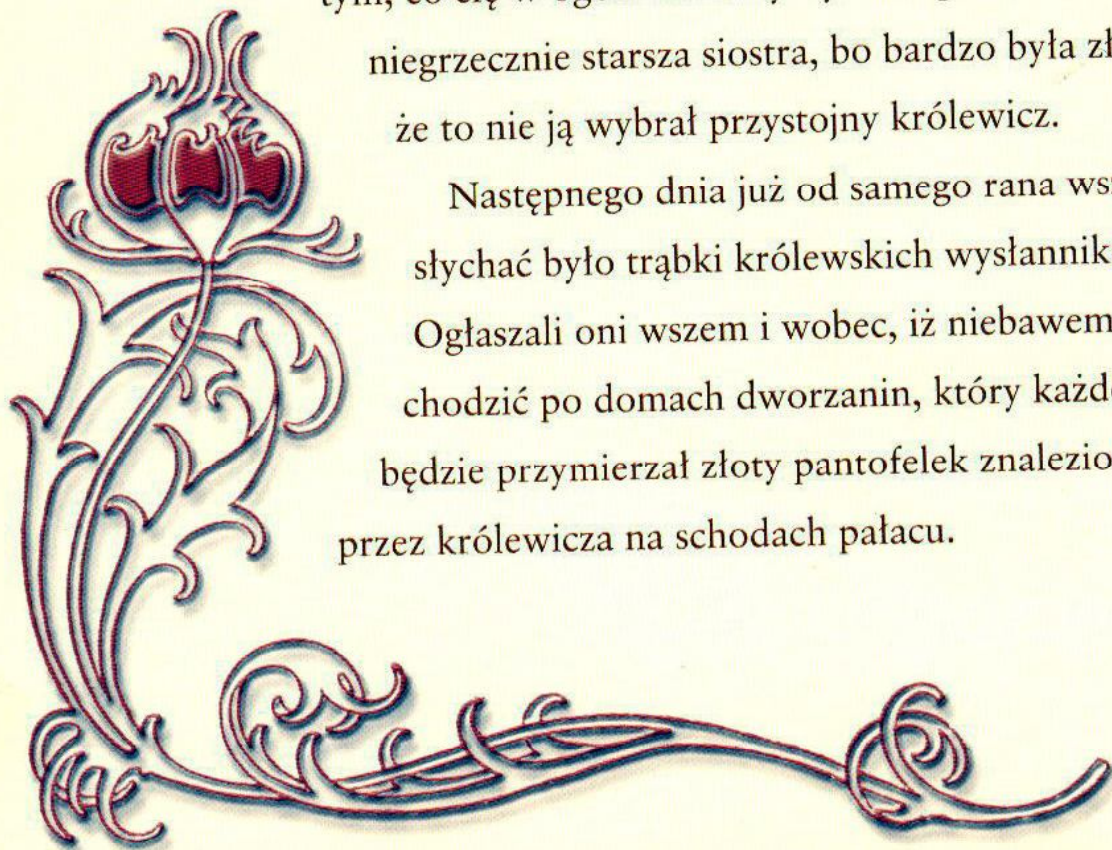 niegrzecznie starsza siostra, bo bardzo była
że to nie ją wybrał przystojny królewicz.
Następnego dnia już od samego rana
słychać było trąbki królewskich
Ogłaszali oni wszem i wobec, iż niebawem
chodzić po domach dworzanin, który
będzie przymierzał złoty pantofelek
przez królewicza na schodach pałacu.